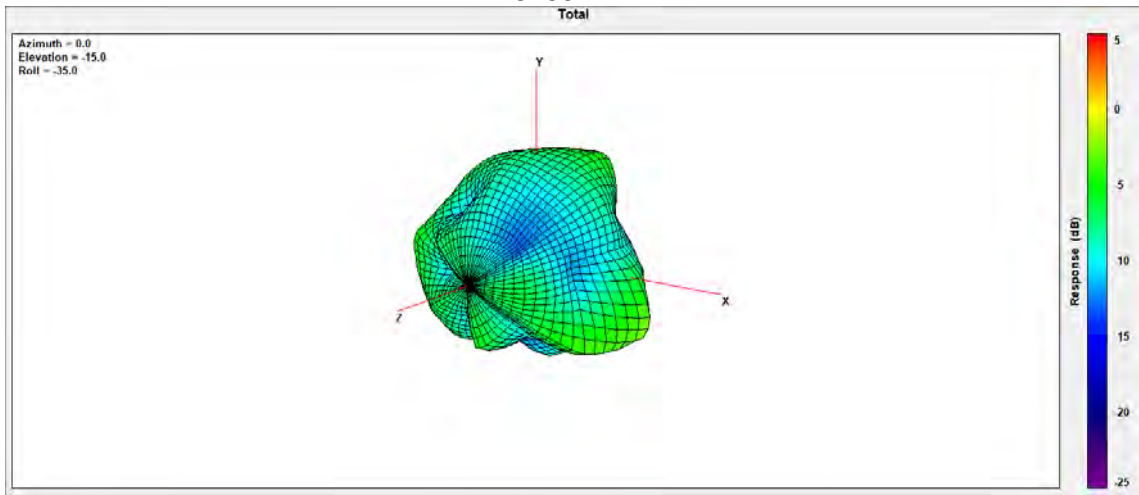 Total
Azimuth = 0.0
Elevation = -15.0
Roll = -35.0
Y
X
Z
5
0
-5
-10
15
-20
-25
Response (dB)